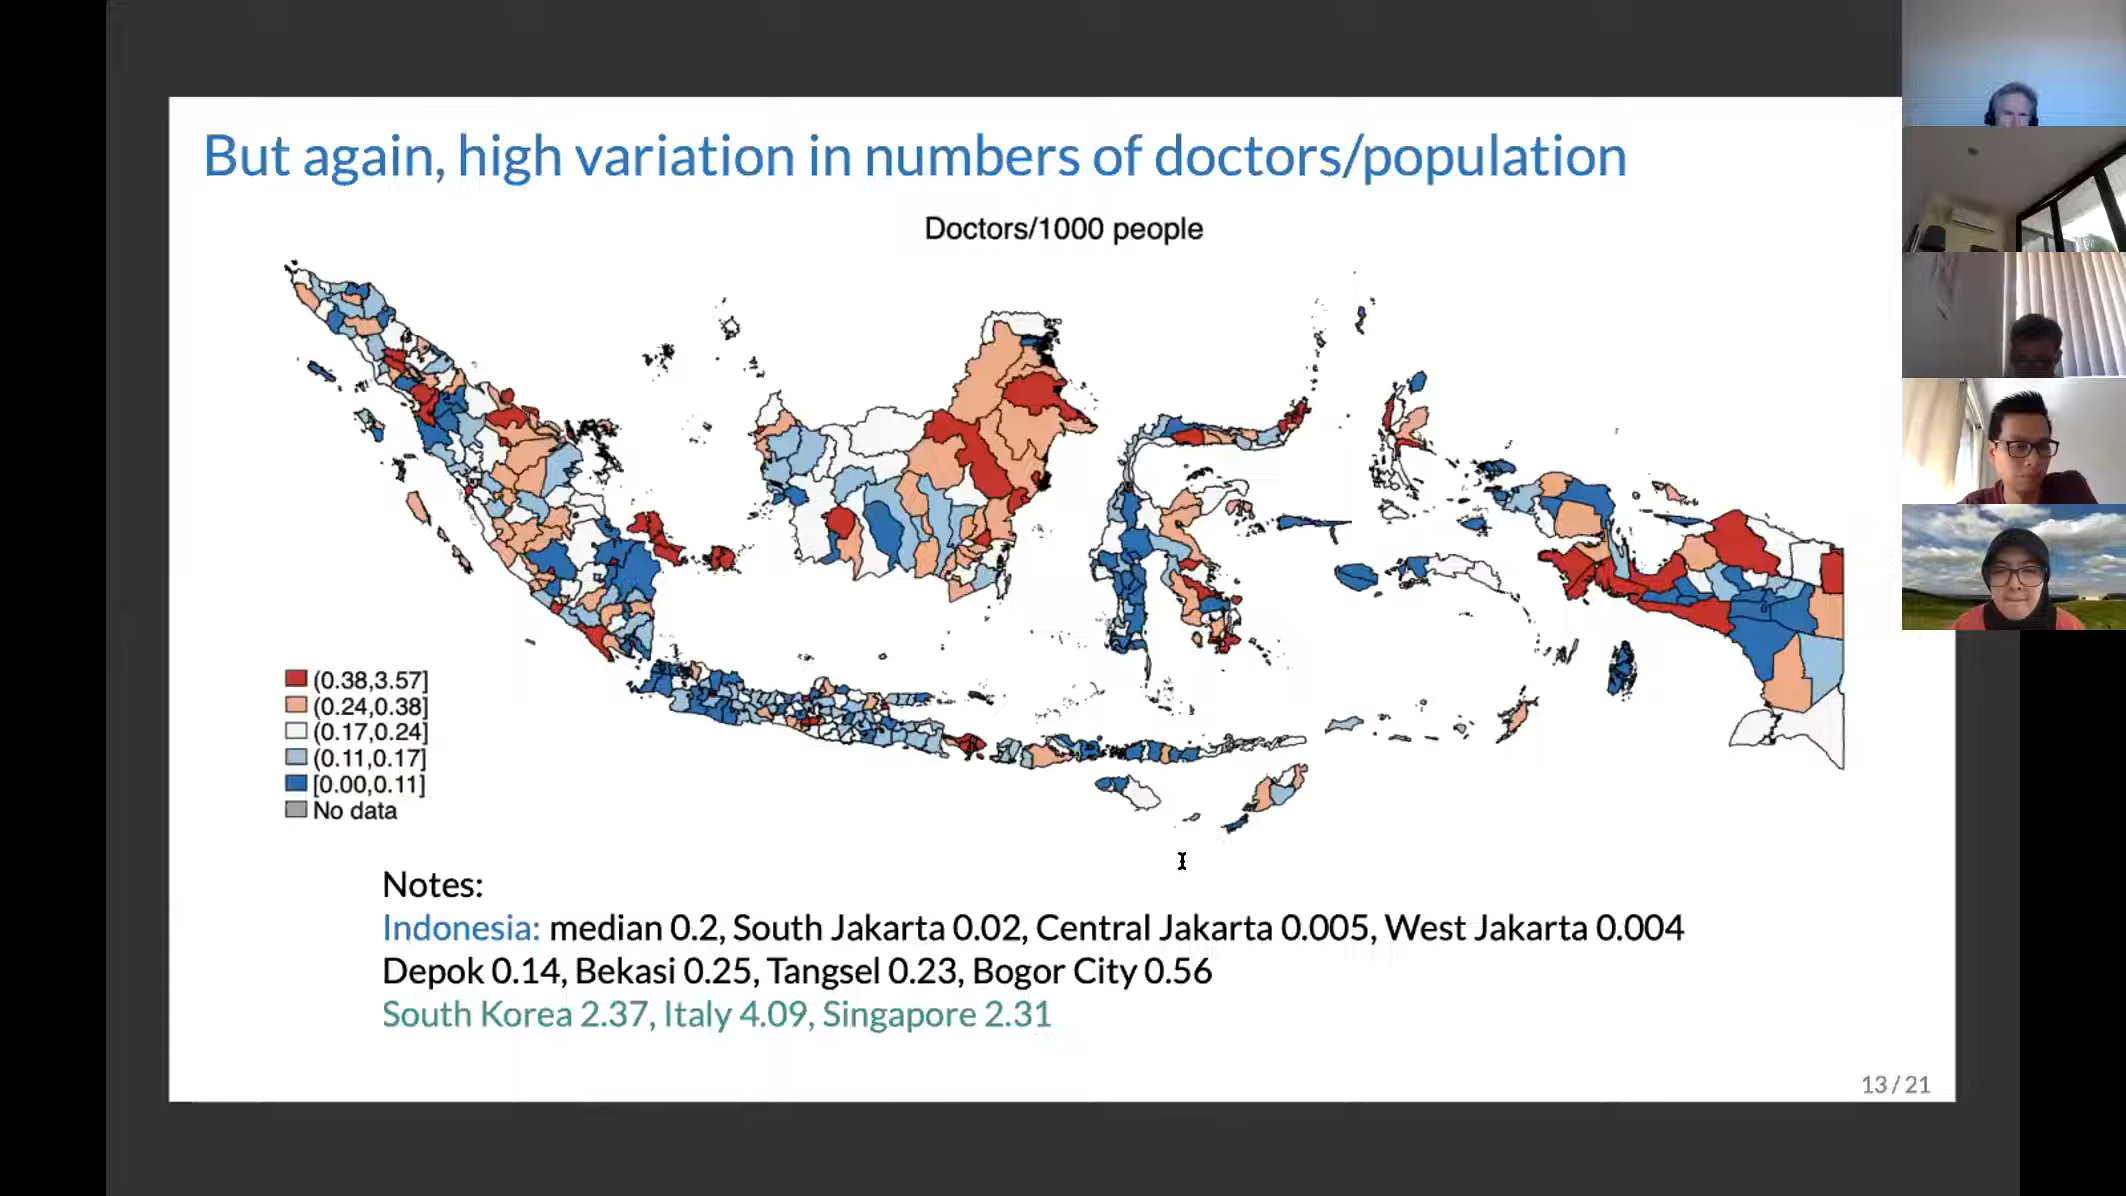 But again, high variation in numbers of doctors/population
Doctors/1000 people
(0.38,3.57]
(0.24,0.38]
(0.17,0.24]
(0.11,0.17]
[0.00,0.11]
No data
Notes:
Indonesia: median 0.2, South Jakarta 0.02, Central Jakarta 0.005, West Jakarta 0.004
Depok 0.14, Bekasi 0.25, Tangsel 0.23, Bogor City 0.56
South Korea 2.37, Italy 4.09, Singapore 2.31
13 / 21